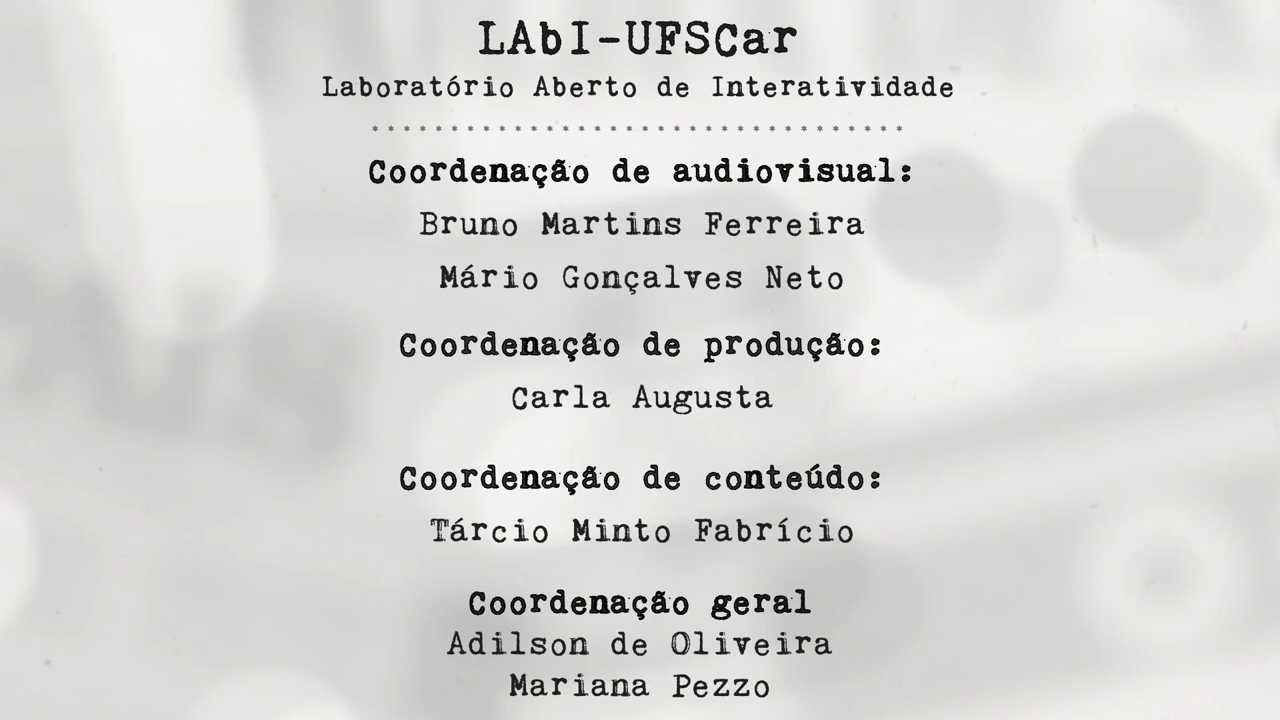 LAbI-UFSCar
Laboratório Aberto de Interatividade
Coordenação de audiovisual:
Bruno Martins Ferreira
Mário Gonçalves Neto
Coordenação de produção:
Carla Augusta
Coordenação de conteúdo:
Tárcio Minto Fabrício
Coordenação geral
Adilson de Oliveira
Mariana Pezzo